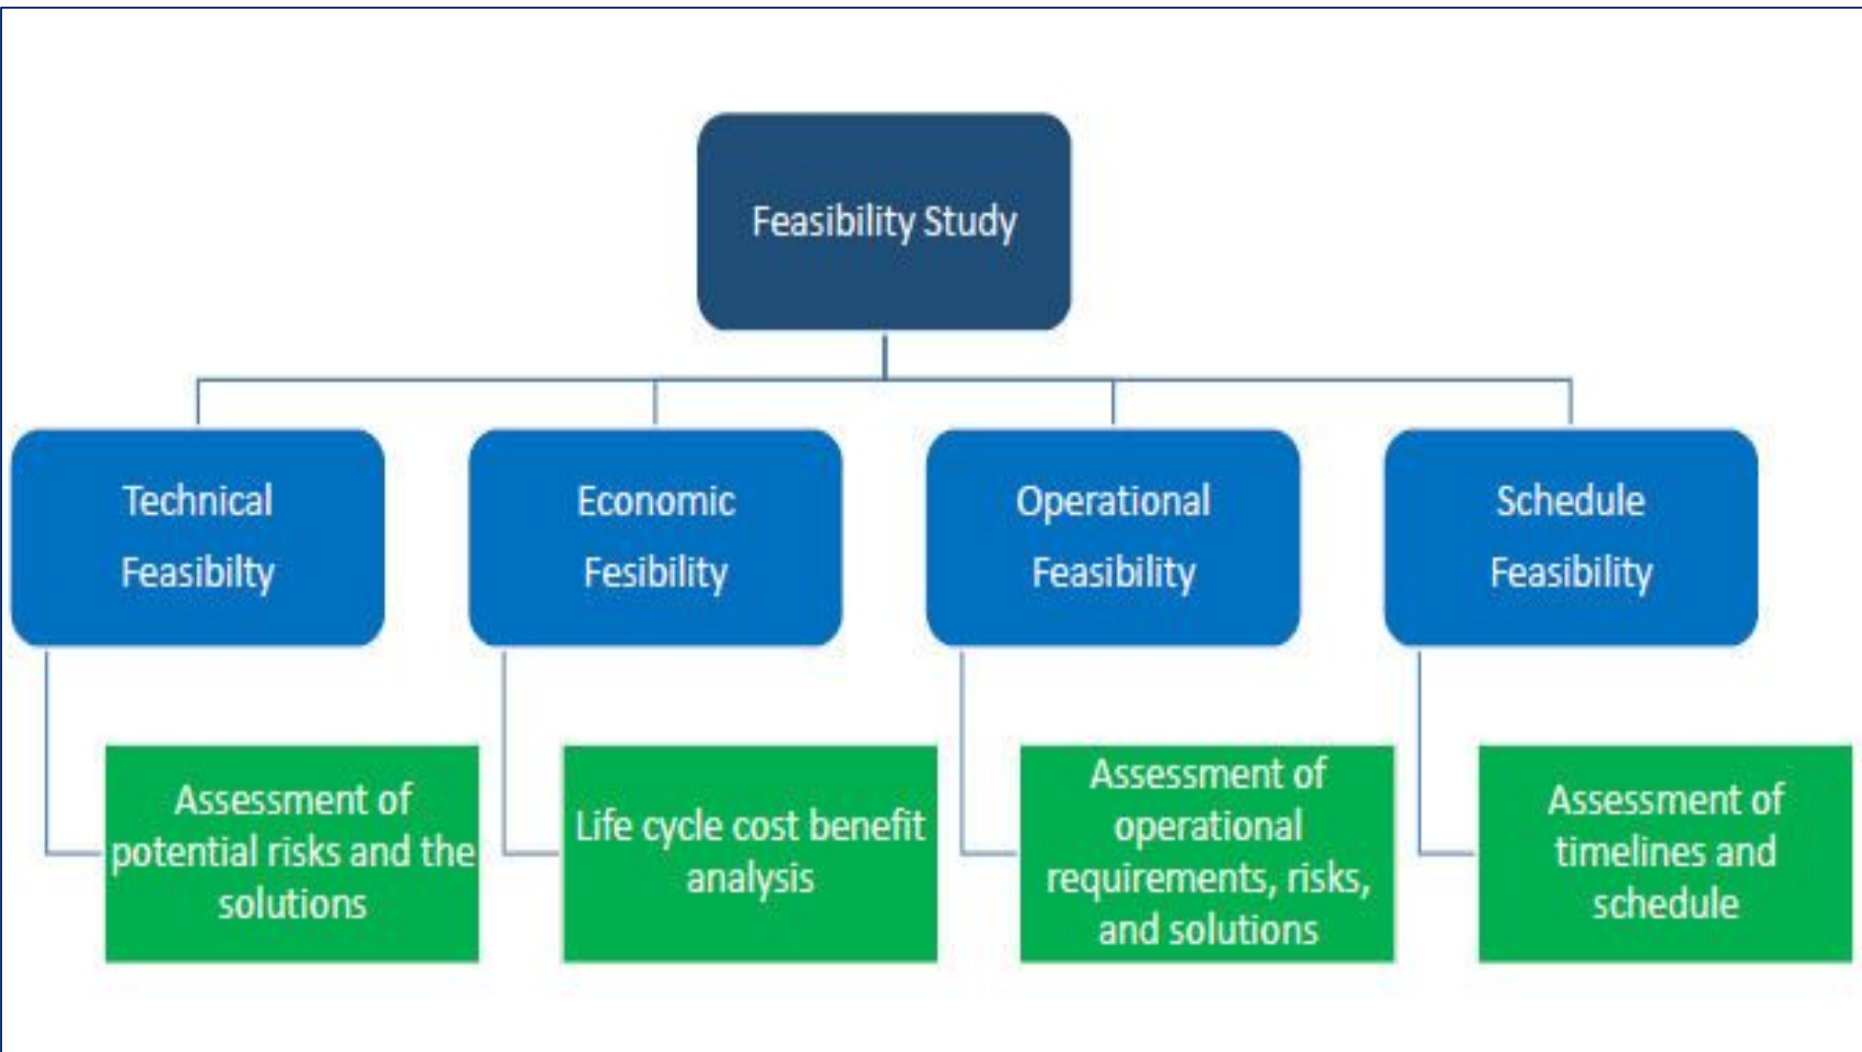 Feasibility Study
Technical
Feasibilty
Economic
Fesibility
Operational
Feasibility
Schedule
Feasibility
Assessment of
potential risks and the
solutions
Life cycle cost benefit
analysis
Assessment of
operational
requirements, risks,
and solutions
Assessment of
timelines and
schedule